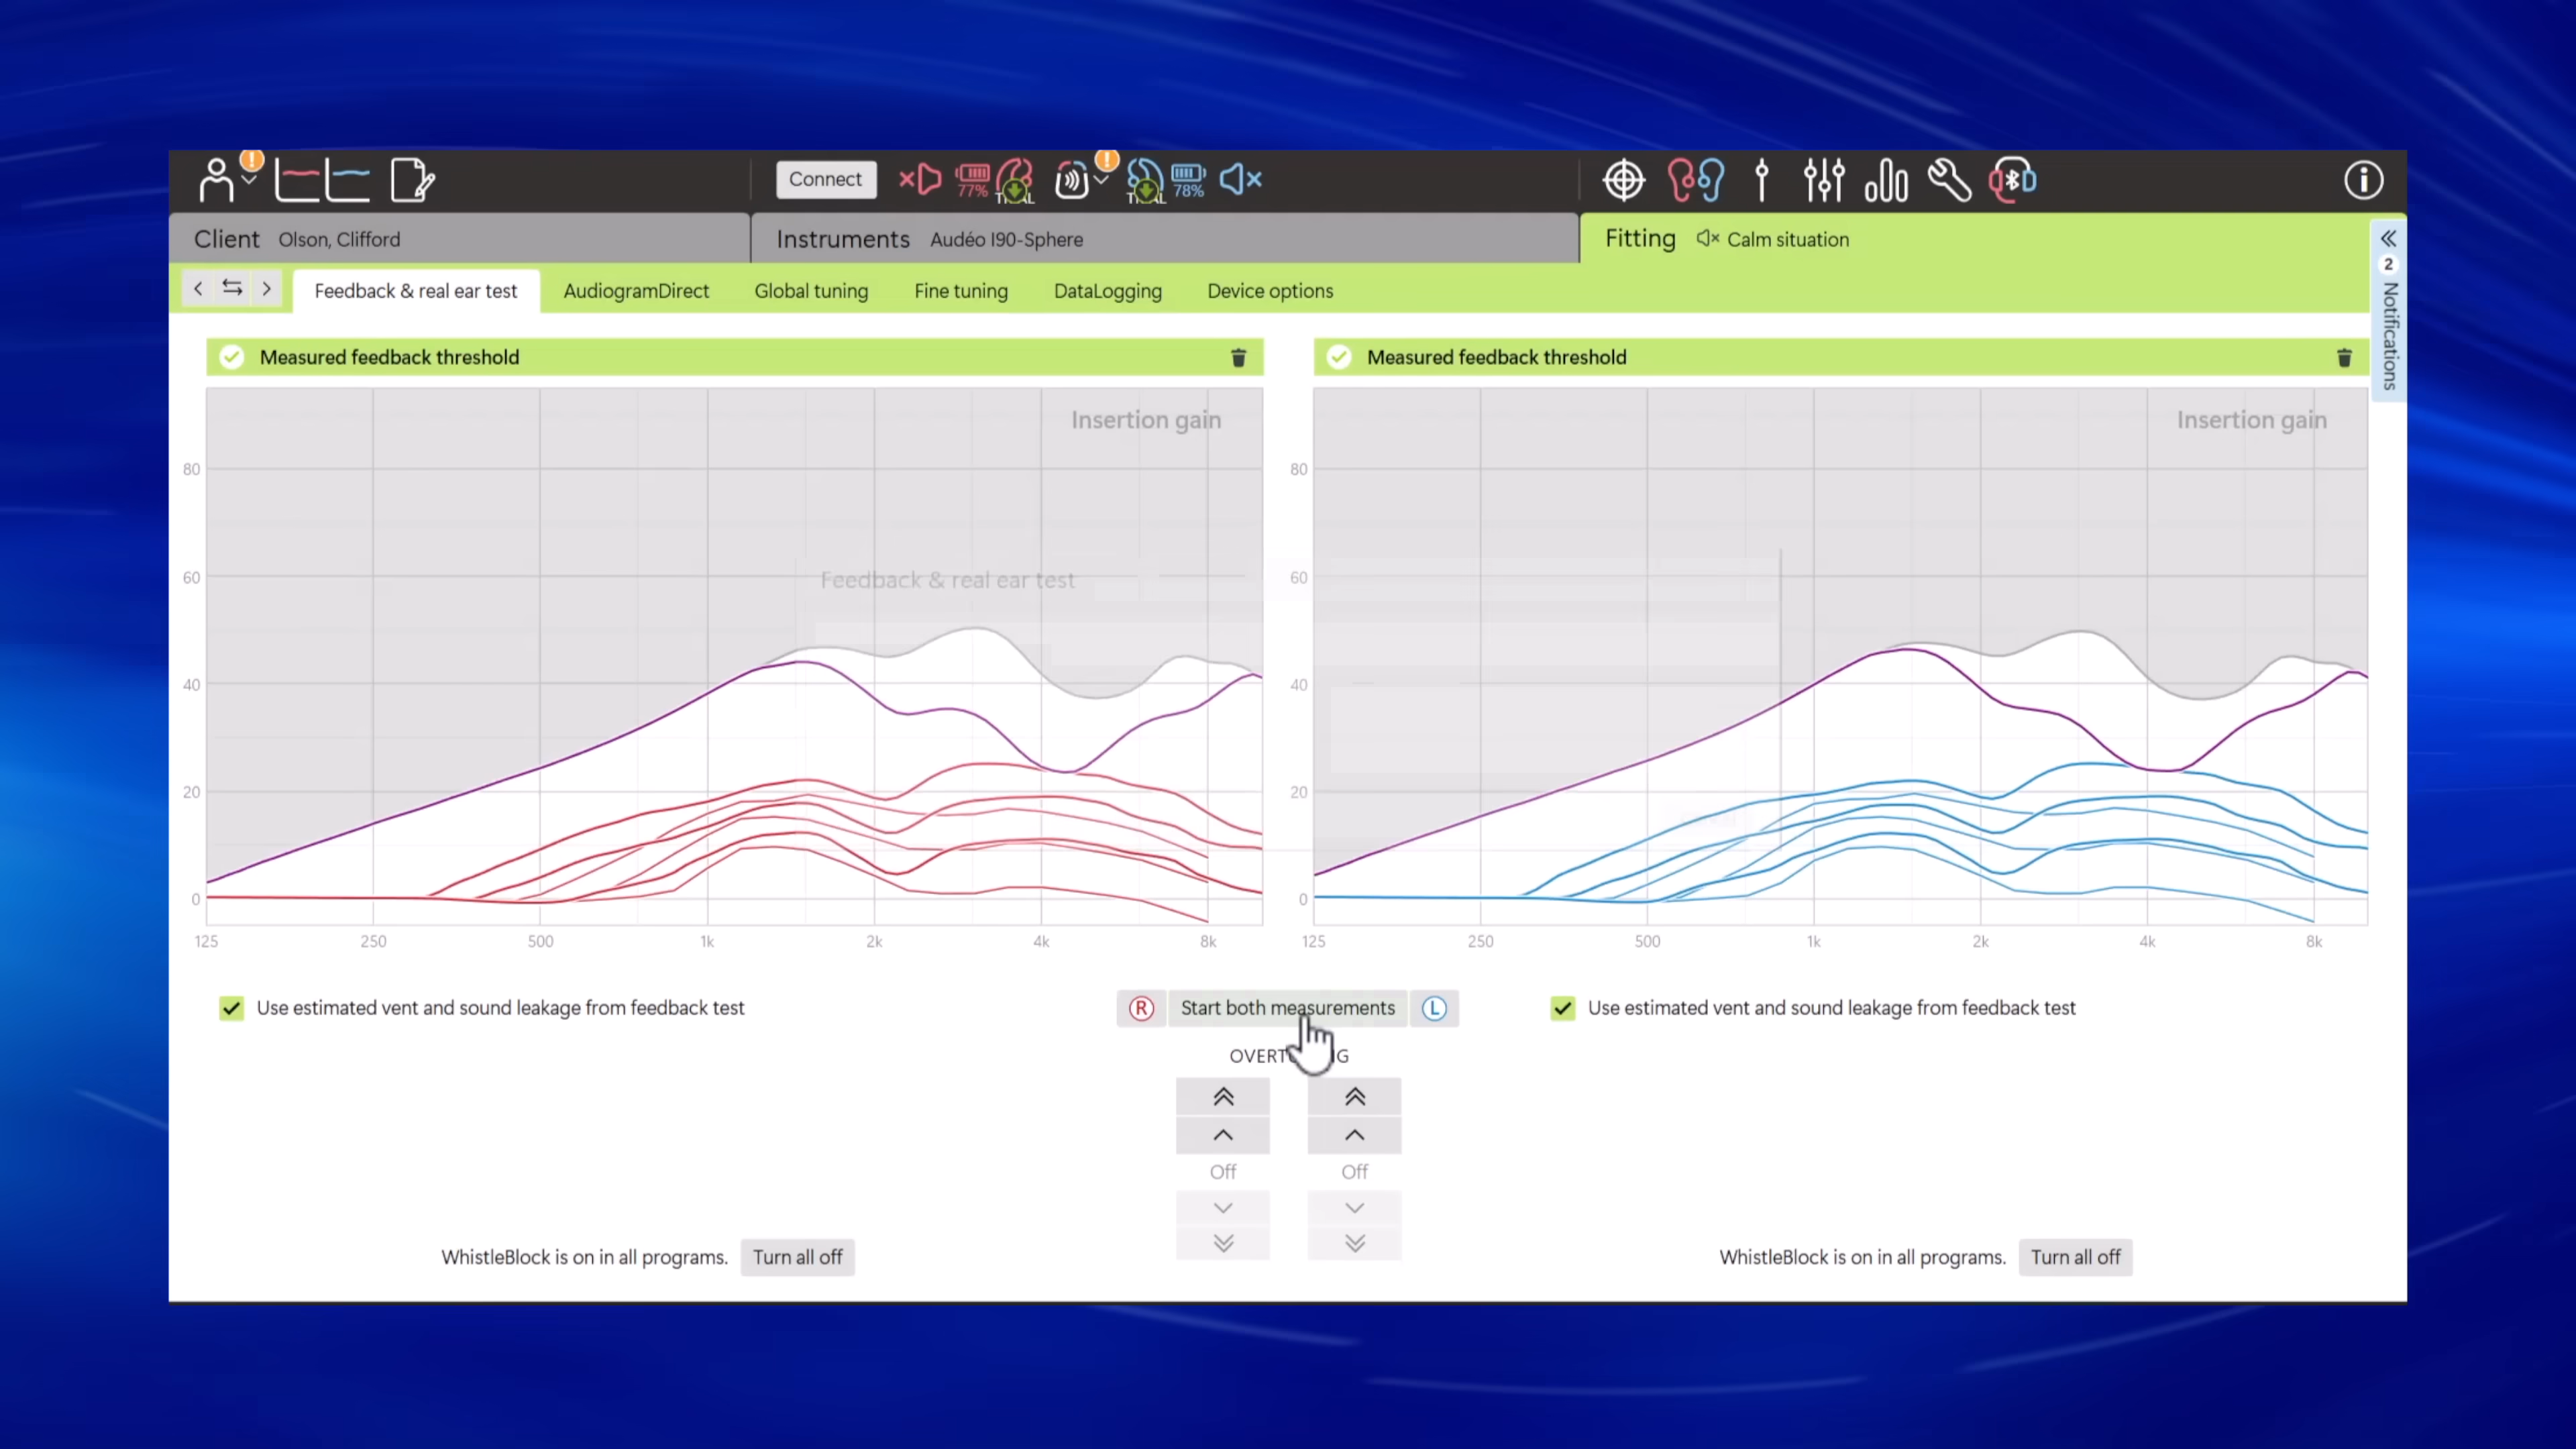 Connect
77%
78%
Client Olson, Clifford
Instruments Audéo I90-Sphere
Fitting Calm situation
2
Notifications
Feedback & real ear test
AudiogramDirect
Global tuning
Fine tuning
DataLogging
Device options
Measured feedback threshold
Insertion gain
80
60
40
20
0
125 250 500 1k 2k 4k 8k
Feedback & real ear test
Measured feedback threshold
Insertion gain
80
60
40
20
0
125 250 500 1k 2k 4k 8k
Use estimated vent and sound leakage from feedback test
R Start both measurements L
Use estimated vent and sound leakage from feedback test
Off Off
WhistleBlock is on in all programs. Turn all off
WhistleBlock is on in all programs. Turn all off